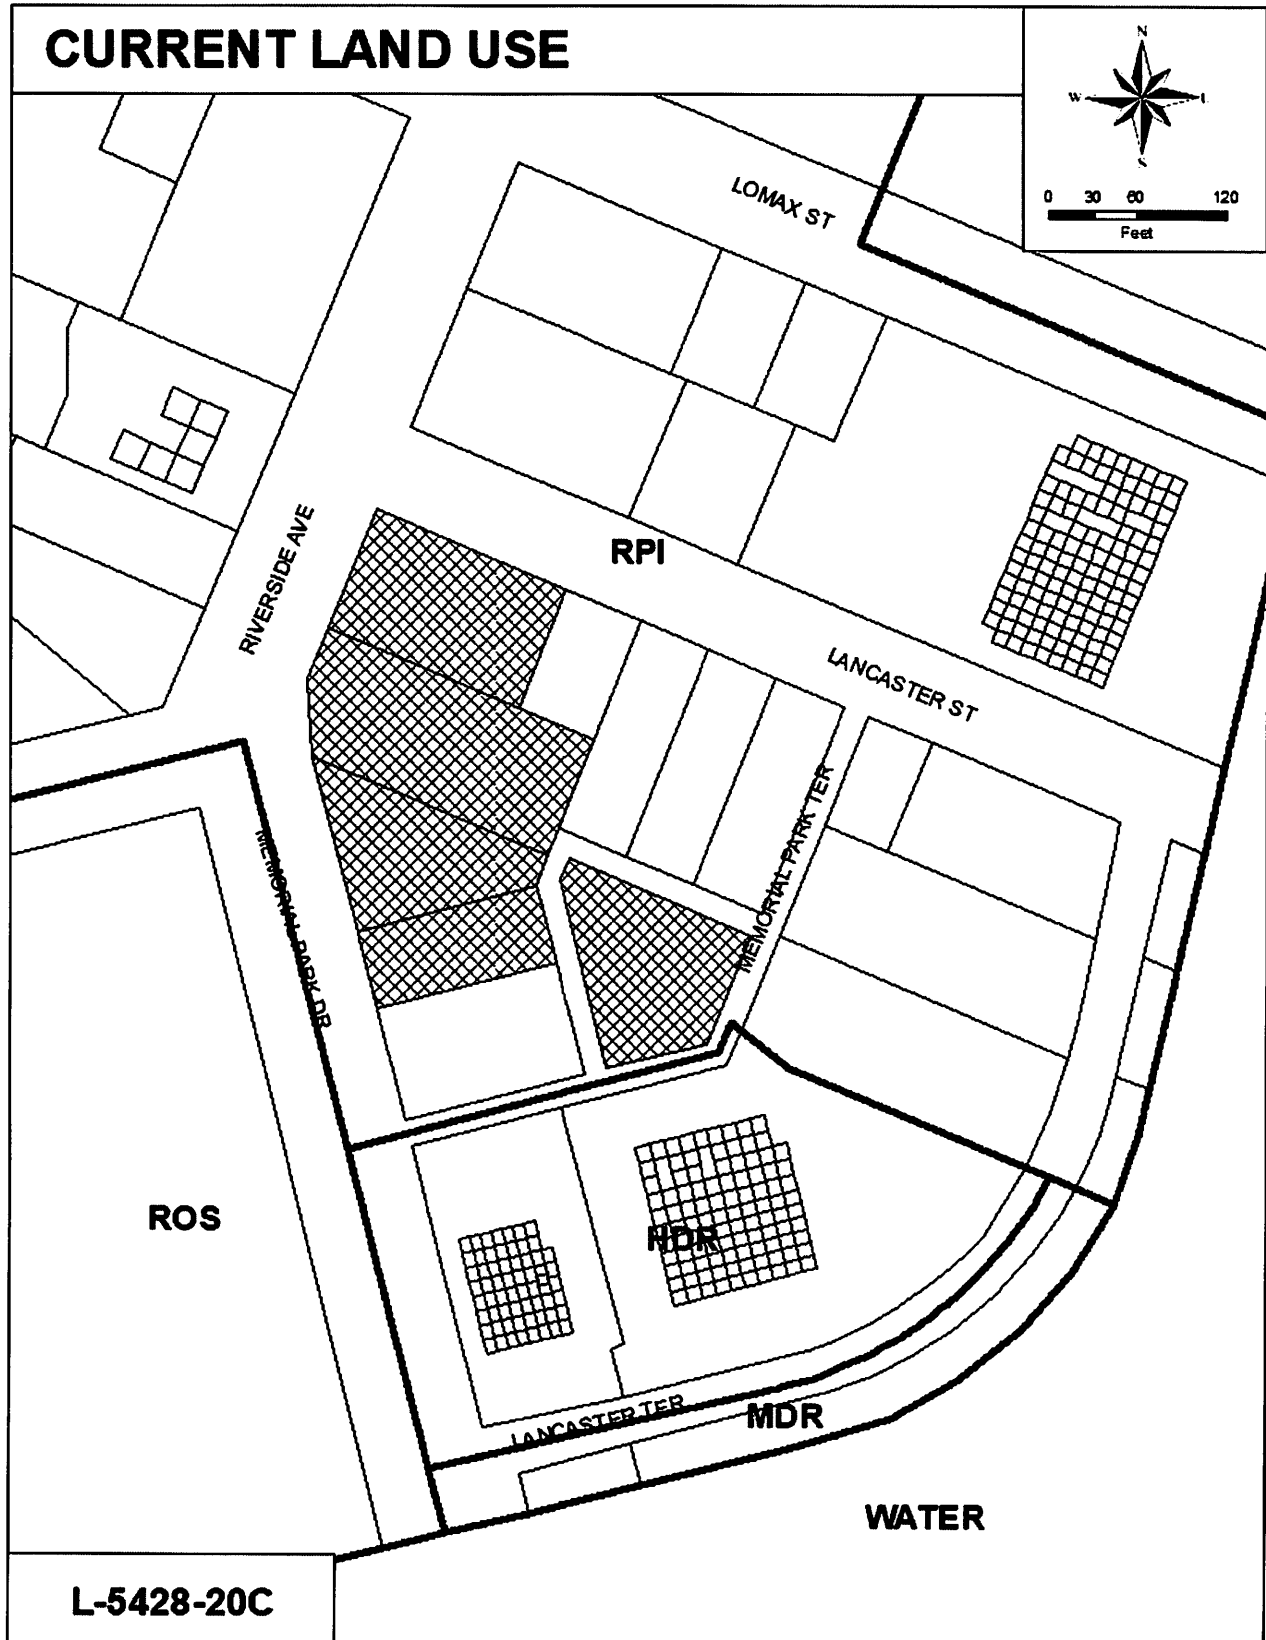 CURRENT LAND USE
N
W
S
0 30 60 120
Feet
LOMAX ST
RIVERSIDE AVE
RPI
LANCASTER ST
MEMORIAL PARK TER
MEMORIAL PARK DR
ROS
HDR
LANCASTER TER
MDR
WATER
L-5428-20C